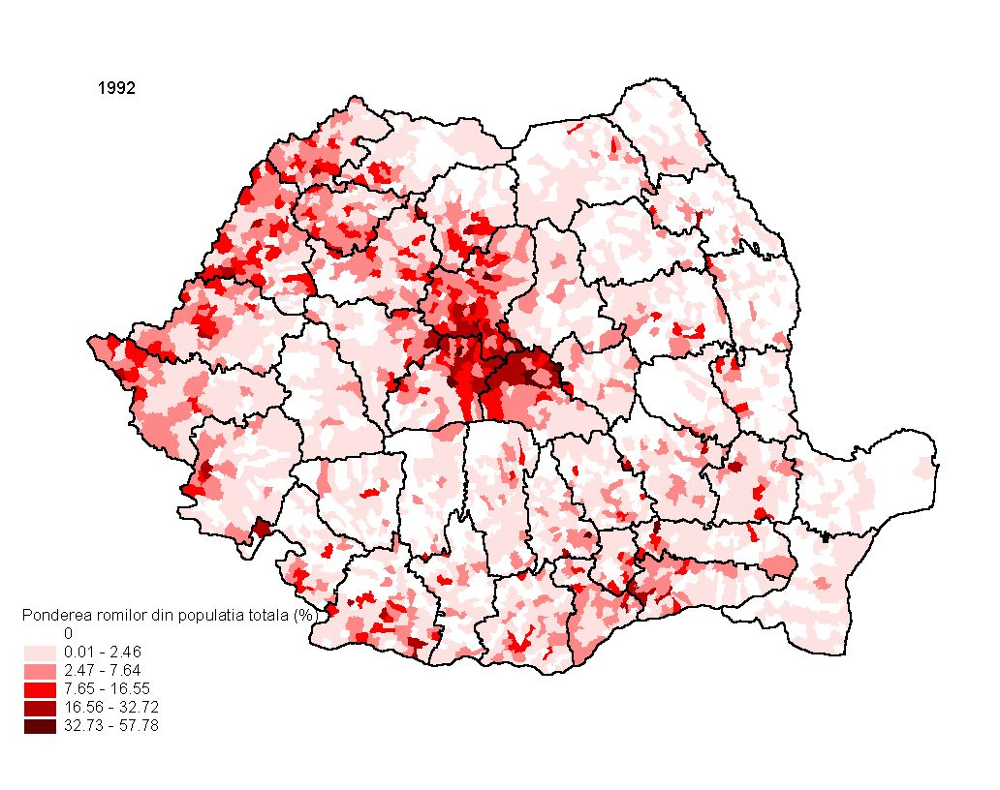 1992
Ponderea romilor din populatia totala (%)
0
0.01 - 2.46
2.47 - 7.64
7.65 - 16.55
16.56 - 32.72
32.73 - 57.78